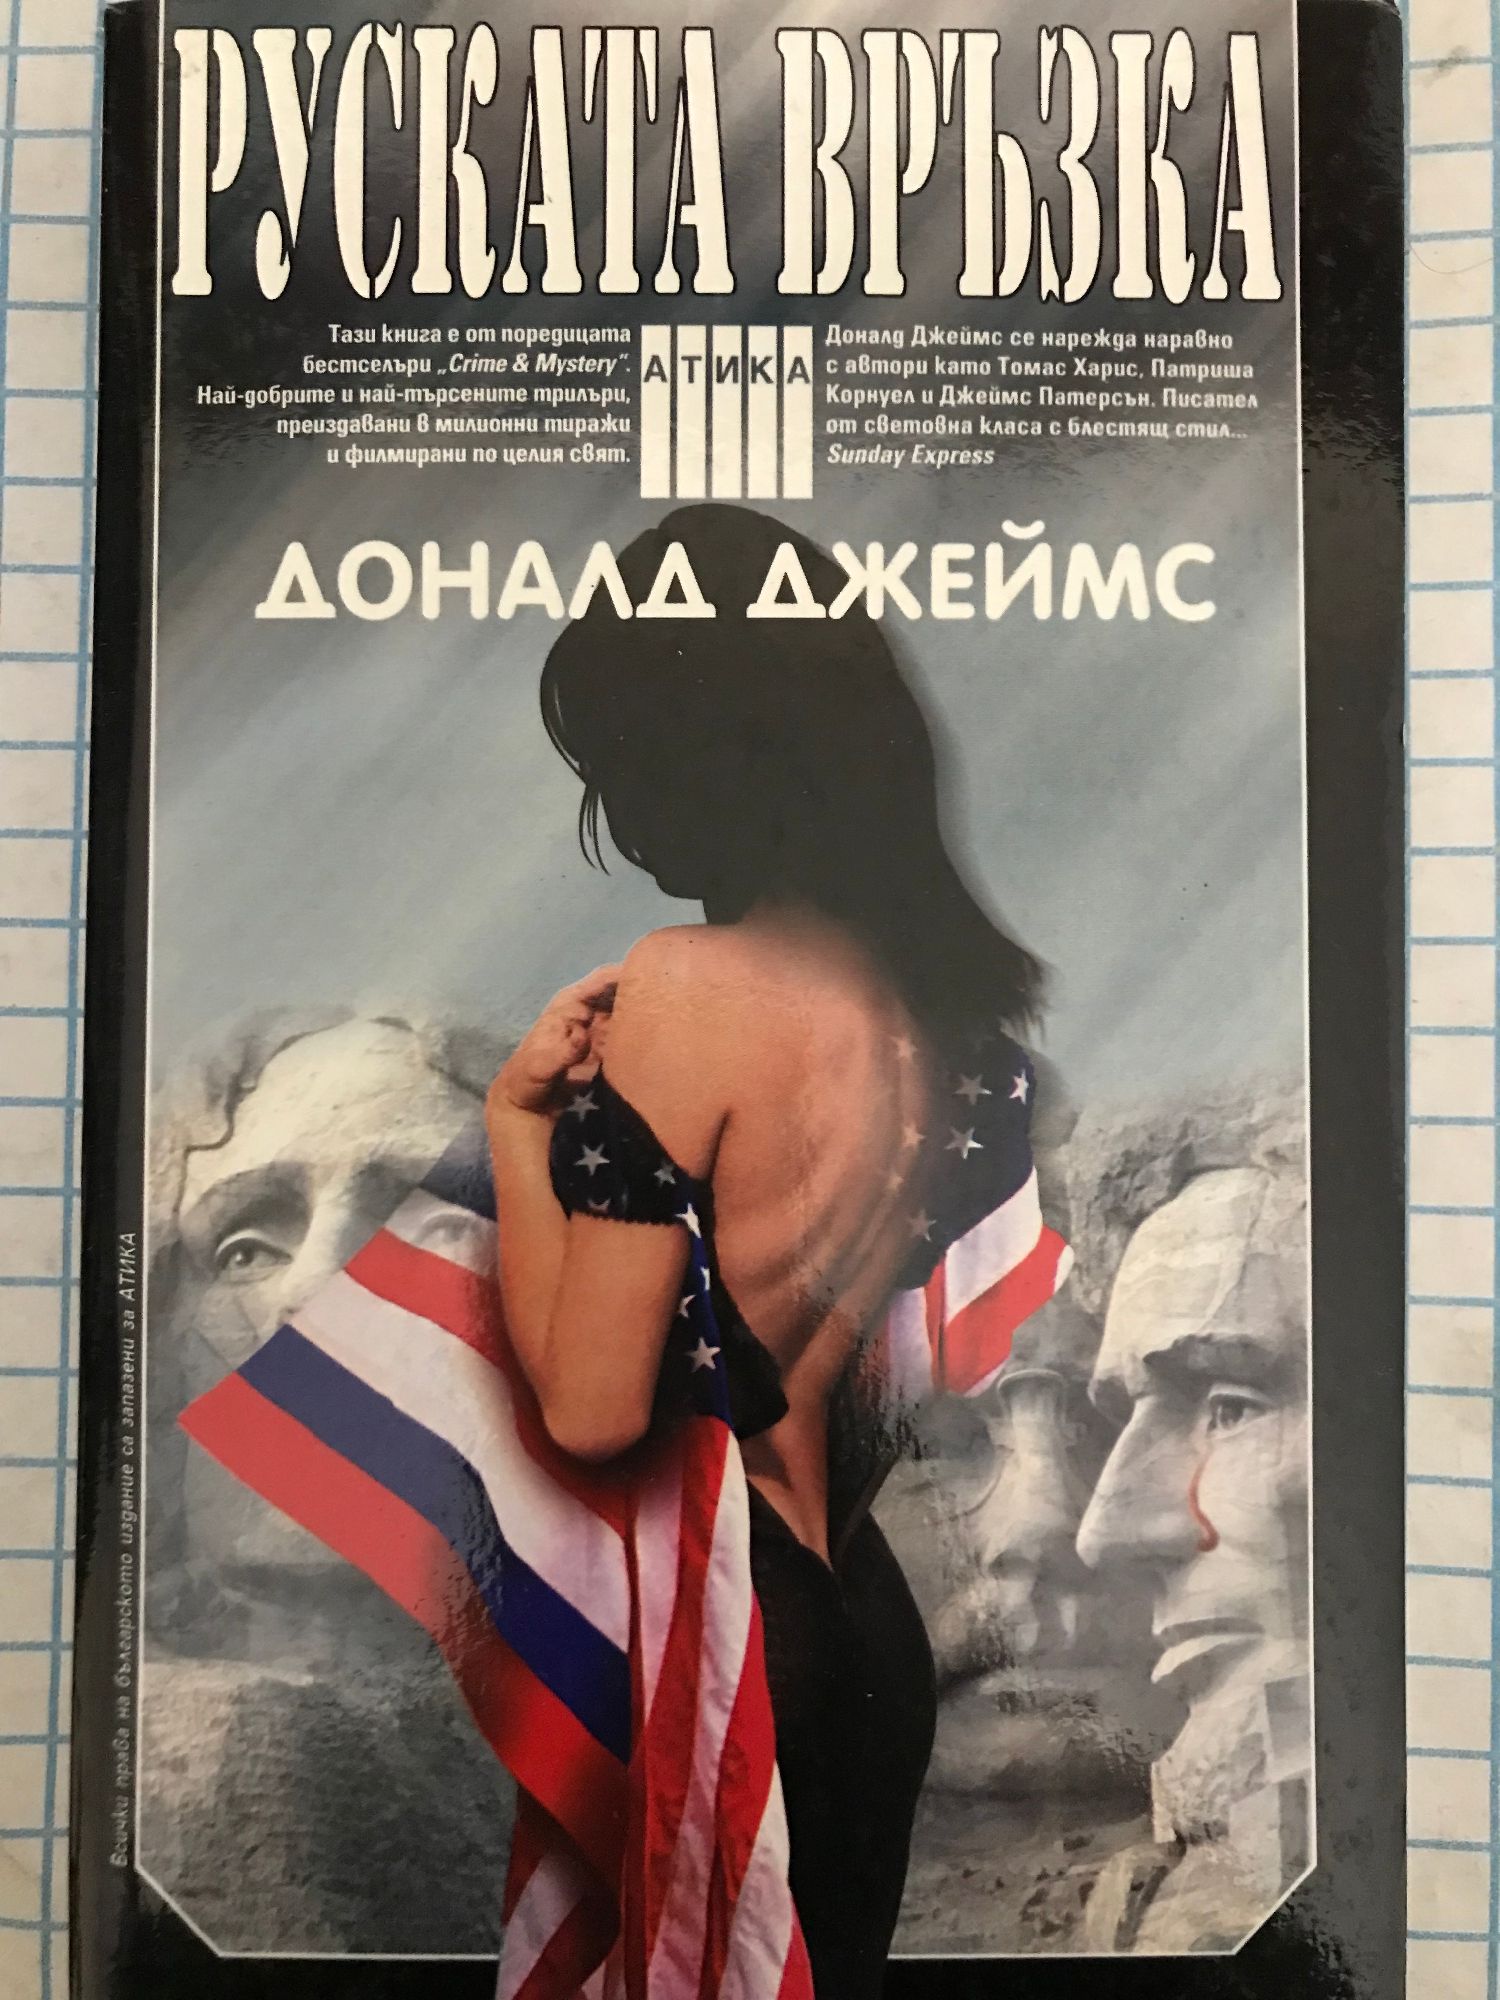 РУСКАТА ВРЪЗКА
Тази книга е от поредицата
бестселъри „Crime & Mystery“.
Най-добрите и най-търсените трилъри,
преиздавани в милионни тиражи
и филмирани по целия свят.
АТИКА
Доналд Джеймс се нарежда наравно
с автори като Томас Харис, Патриша
Корнуел и Джеймс Патерсън. Писател
от световна класа с блестящ стил...
Sunday Express
ДОНАЛД ДЖЕЙМС
Всички права на българското издание са запазени за АТИКА